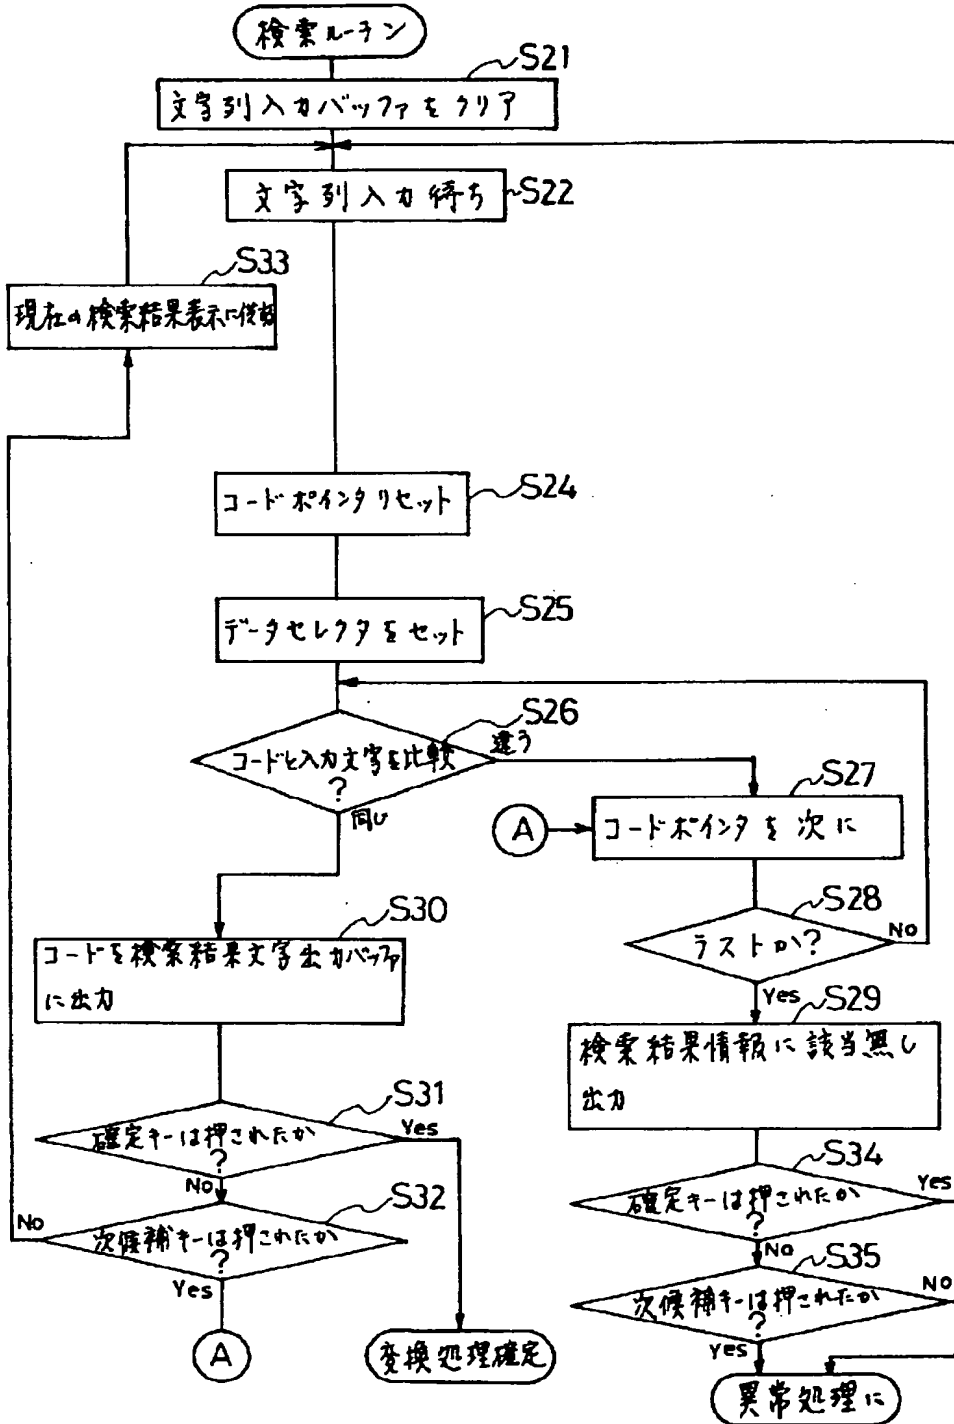 検索ルーチン
S21
文字列入力バッファをクリア
文字列入力待ち
S22
S33
現在の検索結果表示に
コードポインタリセット
S24
データセレクタをセット
S25
S26
コードと入力文字を比較
?
違う
同じ
S27
A
コードポインタを次に
S28
ラストか?
No
Yes
S29
検索結果情報に該当無し
出力
S30
コードを検索結果文字出力バッファ
に出力
S31
確定キーは押されたか
?
Yes
No
S32
次候補キーは押されたか
?
No
Yes
A
変換処理確定
S34
確定キーは押されたか
?
Yes
No
S35
次候補キーは押されたか
?
No
Yes
異常処理に